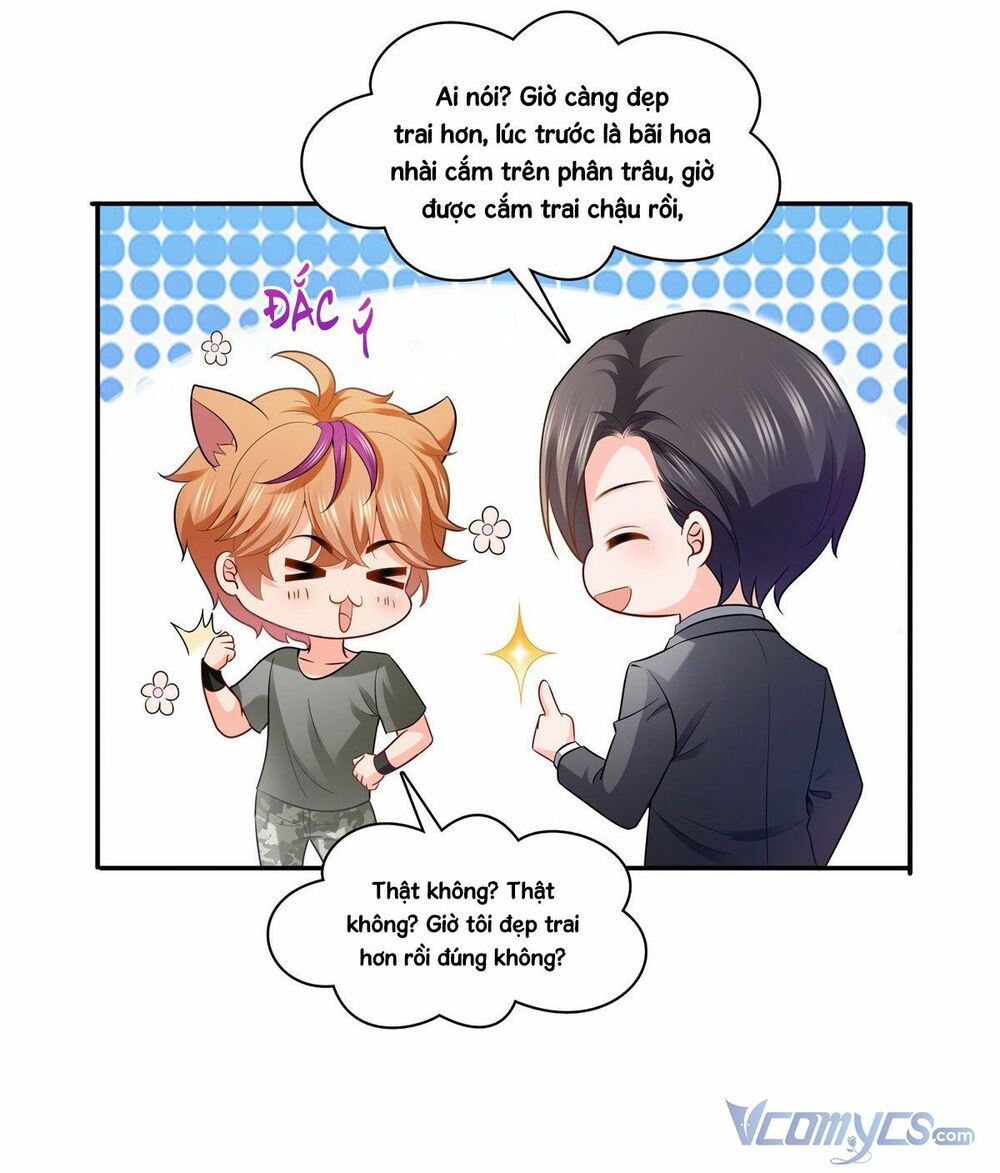 Ai nói? Giờ càng đẹp
trai hơn, lúc trước là bãi hoa
nhài cắm trên phân trâu, giờ
được cắm trai chậu rồi,
ĐẮC Ý
Thật không? Thật
không? Giờ tôi đẹp trai
hơn rồi đúng không?
Vcomycs.com